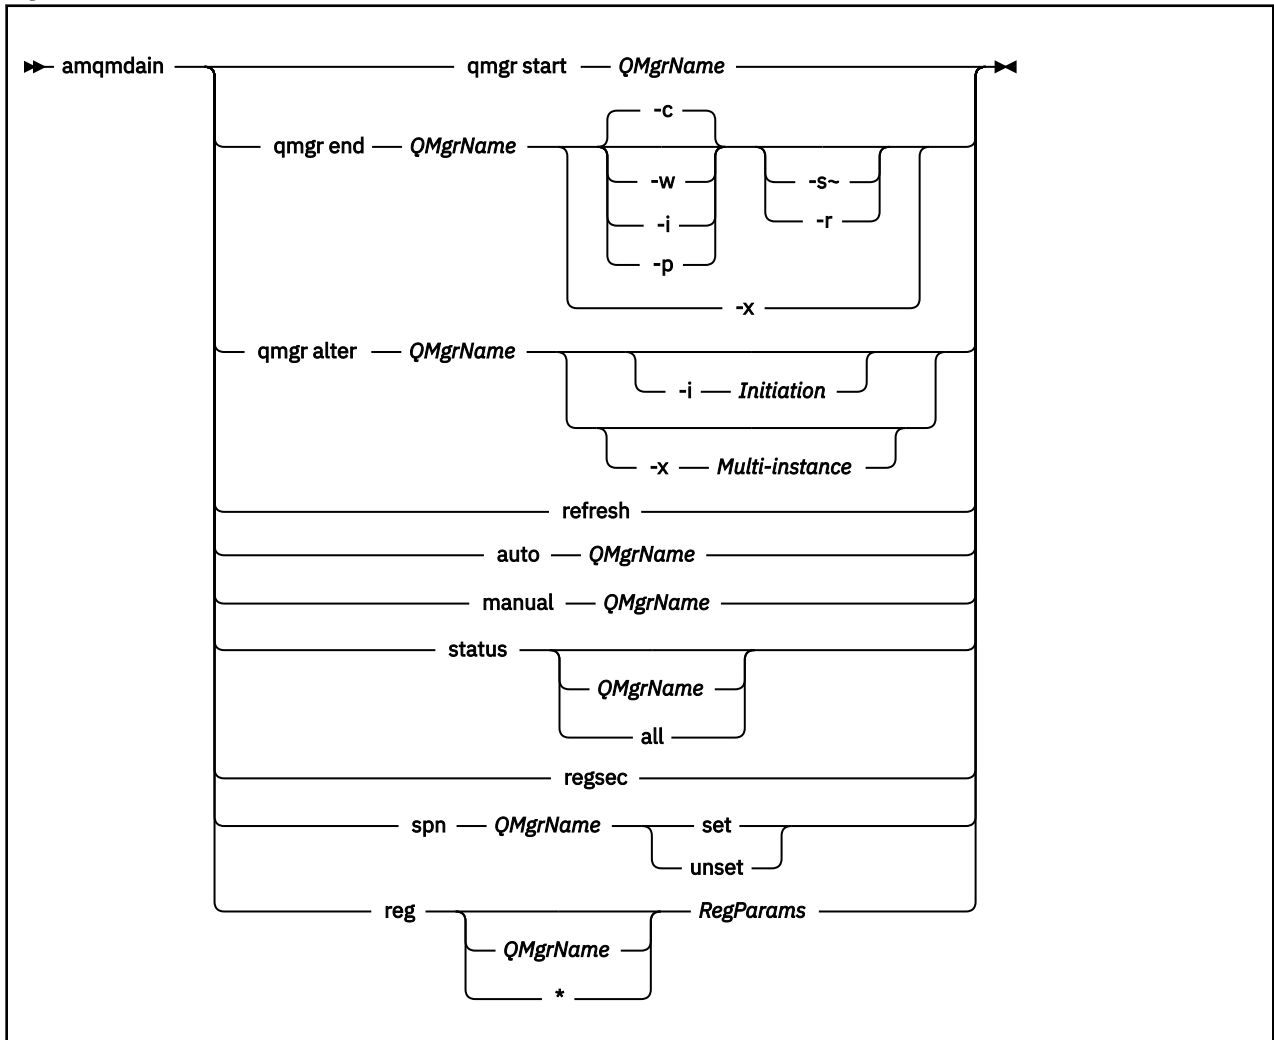 amqmdain qmgr start QMgrName
-c
qmgr end QMgrName
-w -s~
-i -r
-p
-x
qmgr alter QMgrName
-i Initiation
-x Multi-instance
refresh
auto QMgrName
manual QMgrName
status
QMgrName
all
regsec
spn QMgrName set
unset
reg RegParams
QMgrName
*